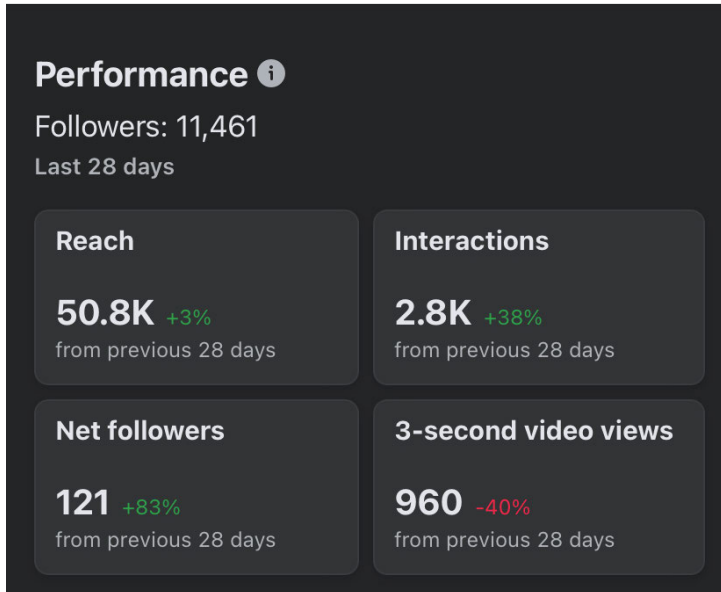 Performance
Followers: 11,461
Last 28 days
Reach
50.8K +3%
from previous 28 days
Interactions
2.8K +38%
from previous 28 days
Net followers
121 +83%
from previous 28 days
3-second video views
960 -40%
from previous 28 days